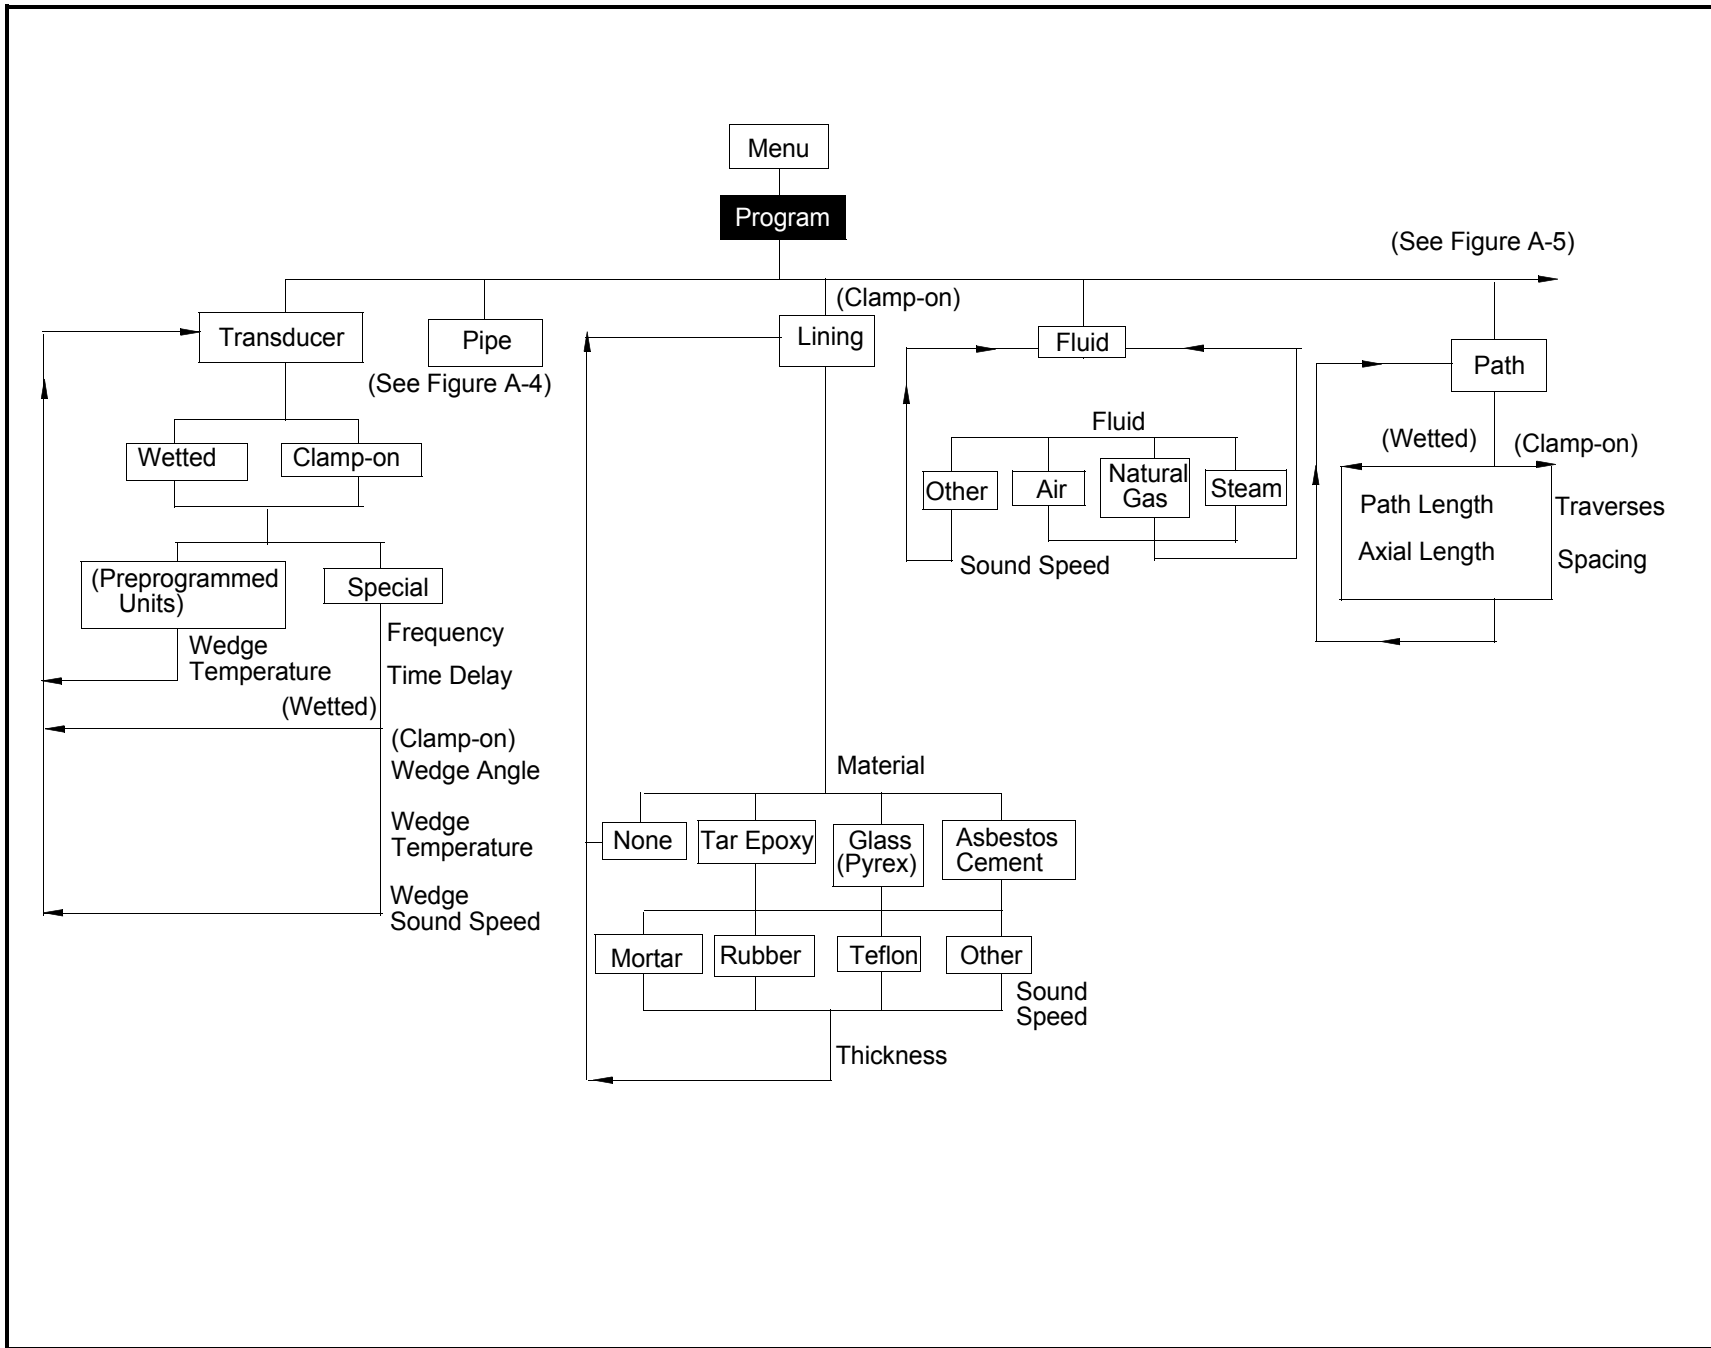 Menu
Program
(See Figure A-5)
(Clamp-on)
Transducer
Pipe
Lining
Fluid
Path
(See Figure A-4)
Wetted
Clamp-on
(Preprogrammed
Units)
Special
Wedge
Temperature
Frequency
Time Delay
(Wetted)
(Clamp-on)
Wedge Angle
Wedge
Temperature
Wedge
Sound Speed
Material
None
Tar Epoxy
Glass
(Pyrex)
Asbestos
Cement
Mortar
Rubber
Teflon
Other
Sound
Speed
Thickness
Fluid
Other
Air
Natural
Gas
Steam
Sound Speed
(Wetted)
(Clamp-on)
Path Length
Axial Length
Traverses
Spacing